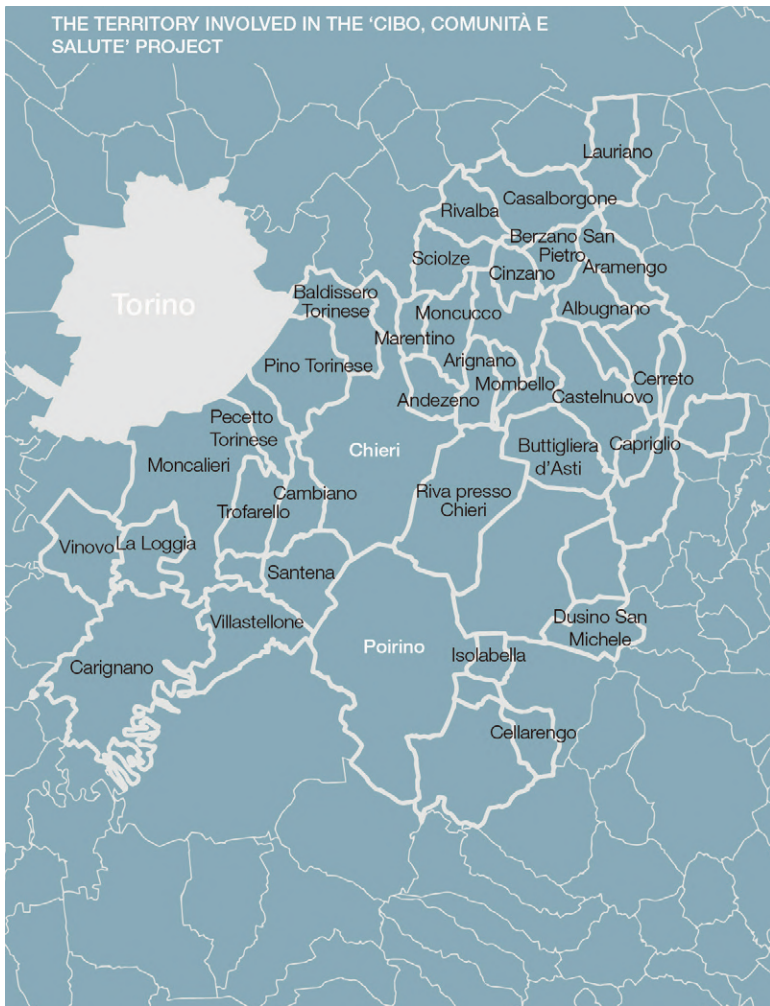 THE TERRITORY INVOLVED IN THE ‘CIBO, COMUNITÀ E
SALUTE’ PROJECT
Lauriano
Casalborgone
Rivalba
Berzano San
Pietro
Sciolze
Cinzano
Aramengo
Torino
Baldissero
Torinese
Moncucco
Albugnano
Marentino
Pino Torinese
Arignano
Mombello
Cerreto
Andezeno
Castelnuovo
Pecetto
Torinese
Chieri
Buttigliera
d'Asti
Capriglio
Moncalieri
Cambiano
Riva presso
Chieri
Trofarello
Vinovo
La Loggia
Santena
Villastellone
Dusino San
Michele
Poirino
Isolabella
Carignano
Cellarengo